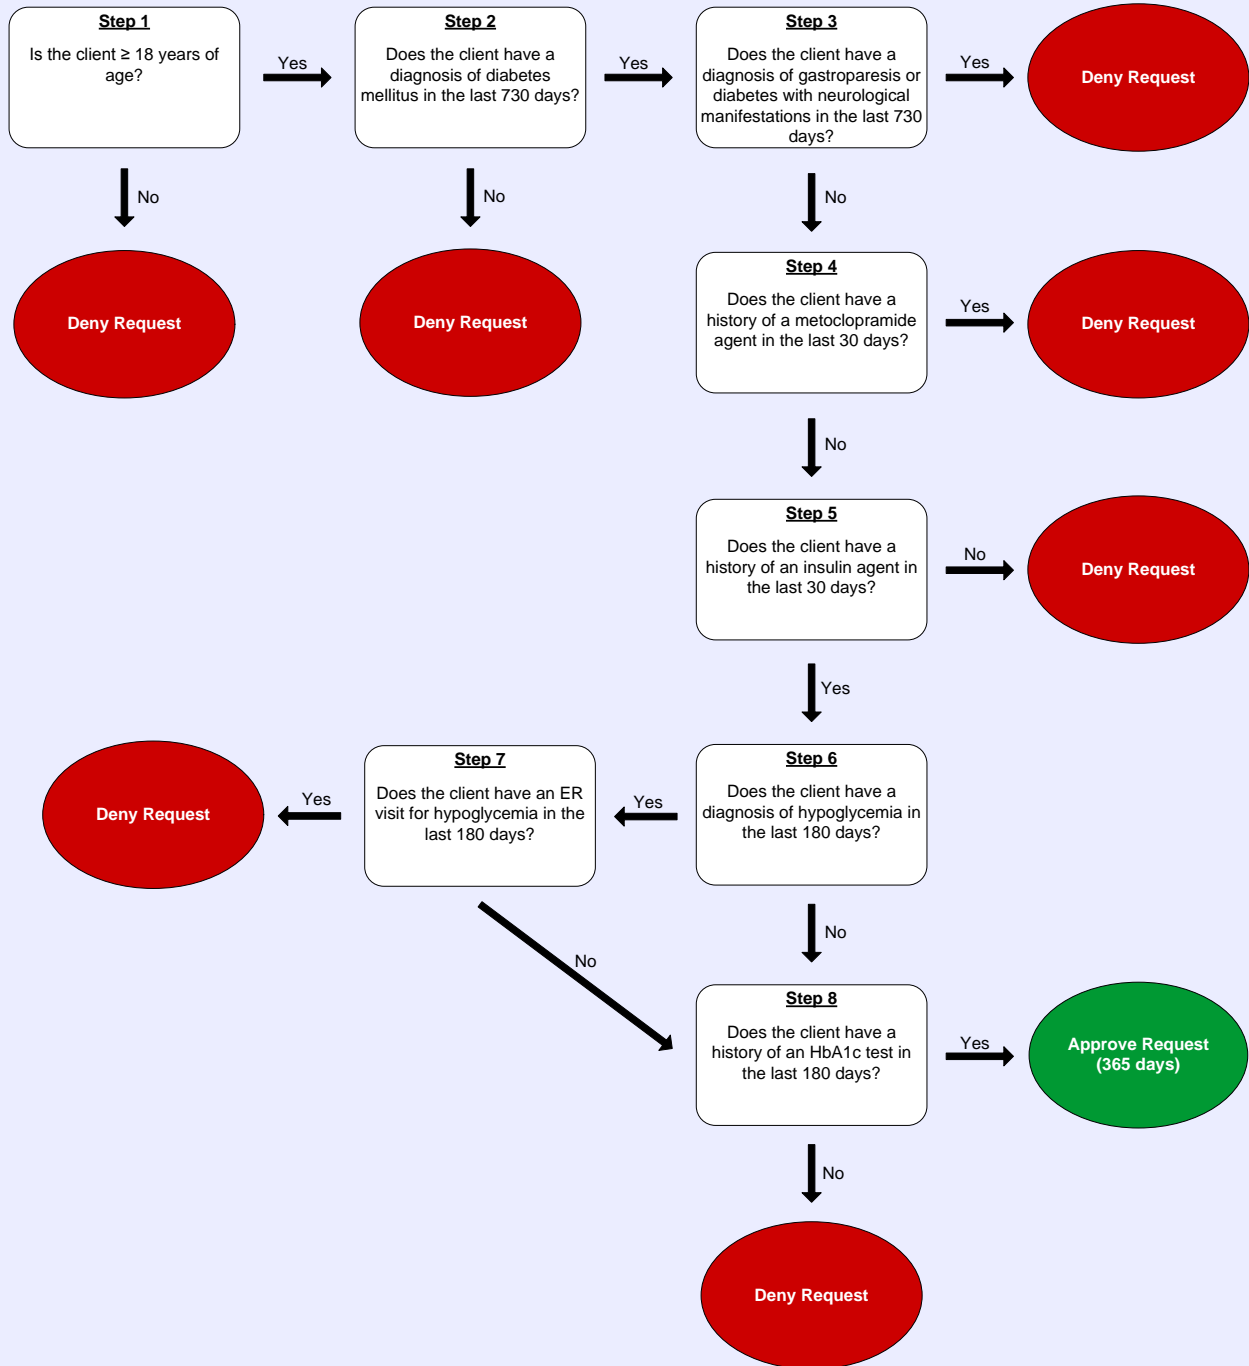 Step 1
Is the client ≥ 18 years of
age?
Yes
No
Deny Request
Step 2
Does the client have a
diagnosis of diabetes
mellitus in the last 730 days?
Yes
No
Deny Request
Step 3
Does the client have a
diagnosis of gastroparesis or
diabetes with neurological
manifestations in the last 730
days?
Yes
Deny Request
No
Step 4
Does the client have a
history of a metoclopramide
agent in the last 30 days?
Yes
Deny Request
No
Step 5
Does the client have a
history of an insulin agent in
the last 30 days?
No
Deny Request
Yes
Step 6
Does the client have a
diagnosis of hypoglycemia in
the last 180 days?
Yes
No
Step 7
Does the client have an ER
visit for hypoglycemia in the
last 180 days?
Yes
Deny Request
No
Step 8
Does the client have a
history of an HbA1c test in
the last 180 days?
Yes
Approve Request
(365 days)
No
Deny Request